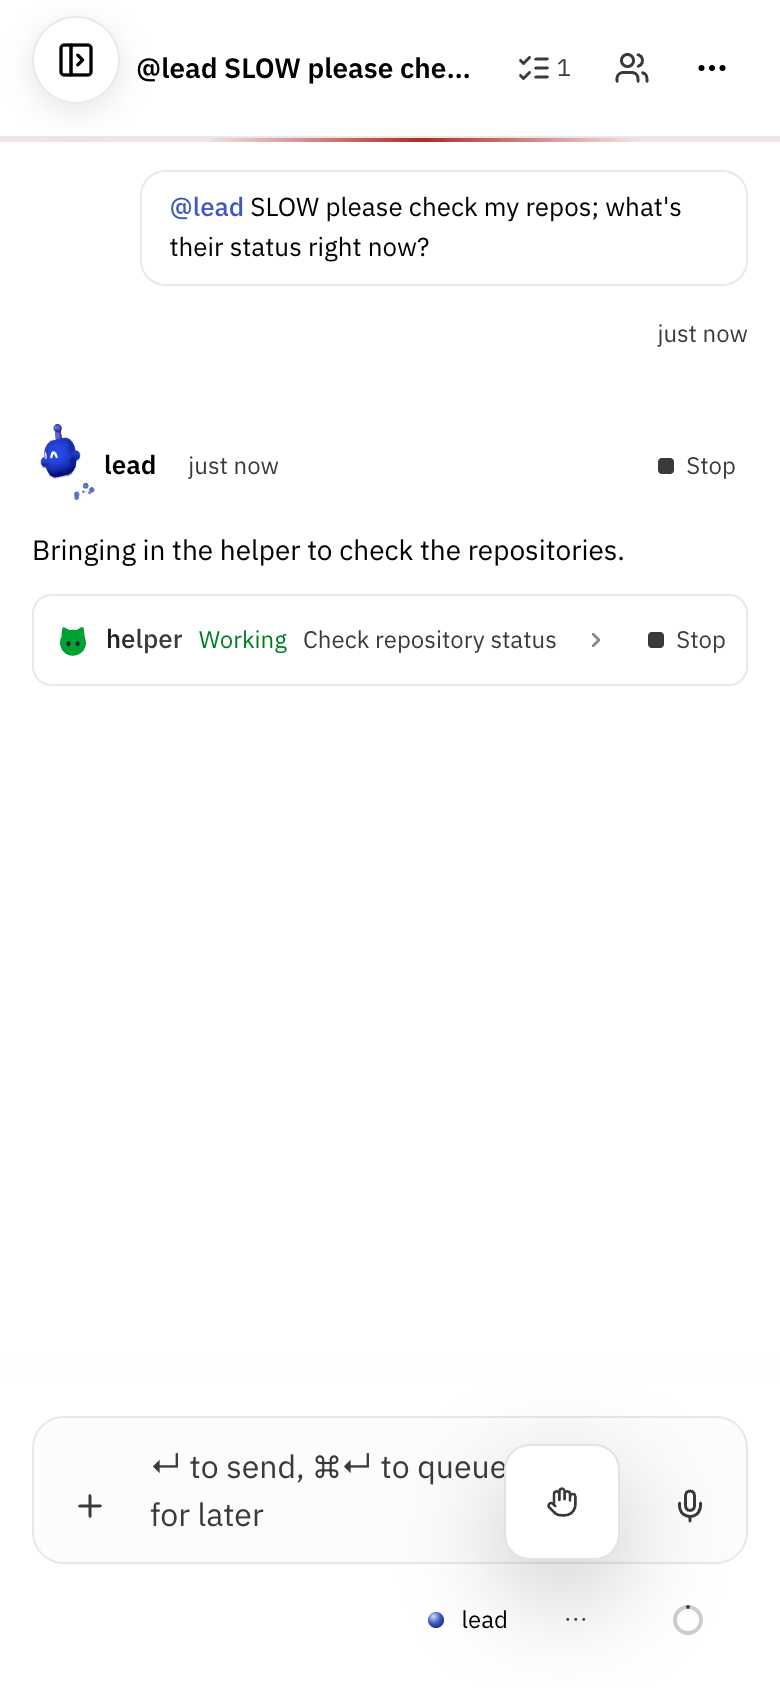 @lead SLOW please che...
1
@lead SLOW please check my repos; what's
their status right now?
just now
lead just now Stop
Bringing in the helper to check the repositories.
helper Working Check repository status Stop
↵ to send, ⌘↵ to queue
for later
lead ...